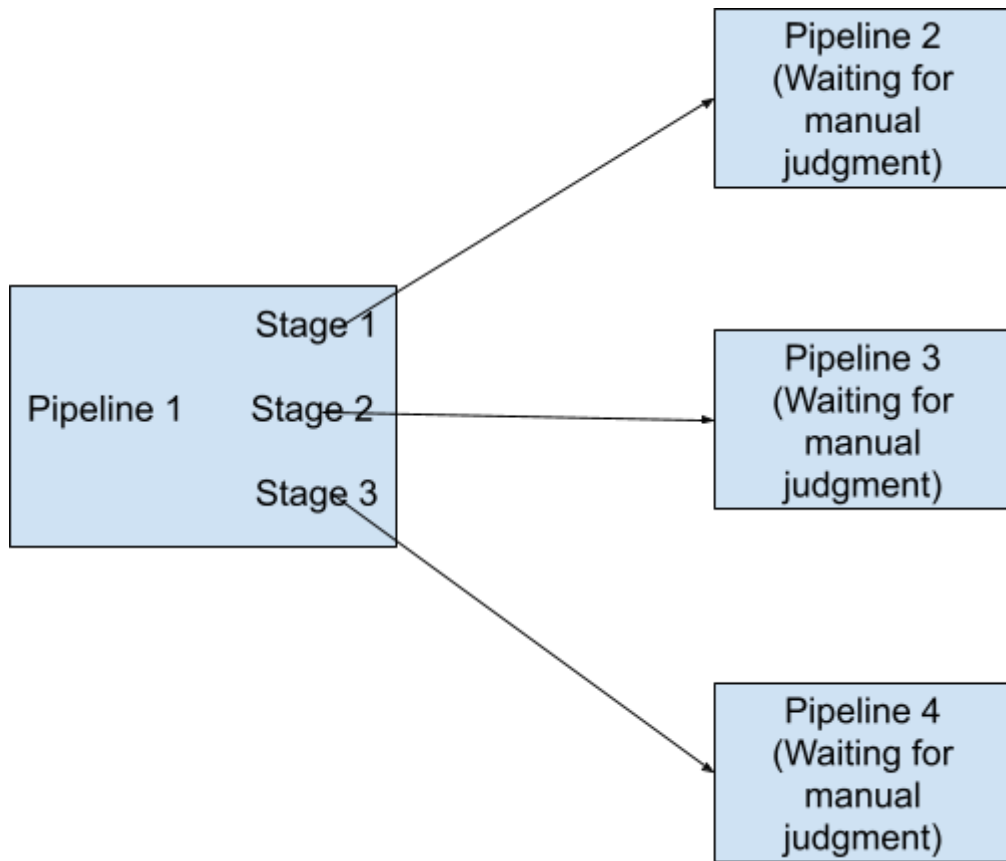 Pipeline 2
(Waiting for
manual
judgment)
Stage 1
Pipeline 1
Stage 2
Stage 3
Pipeline 3
(Waiting for
manual
judgment)
Pipeline 4
(Waiting for
manual
judgment)